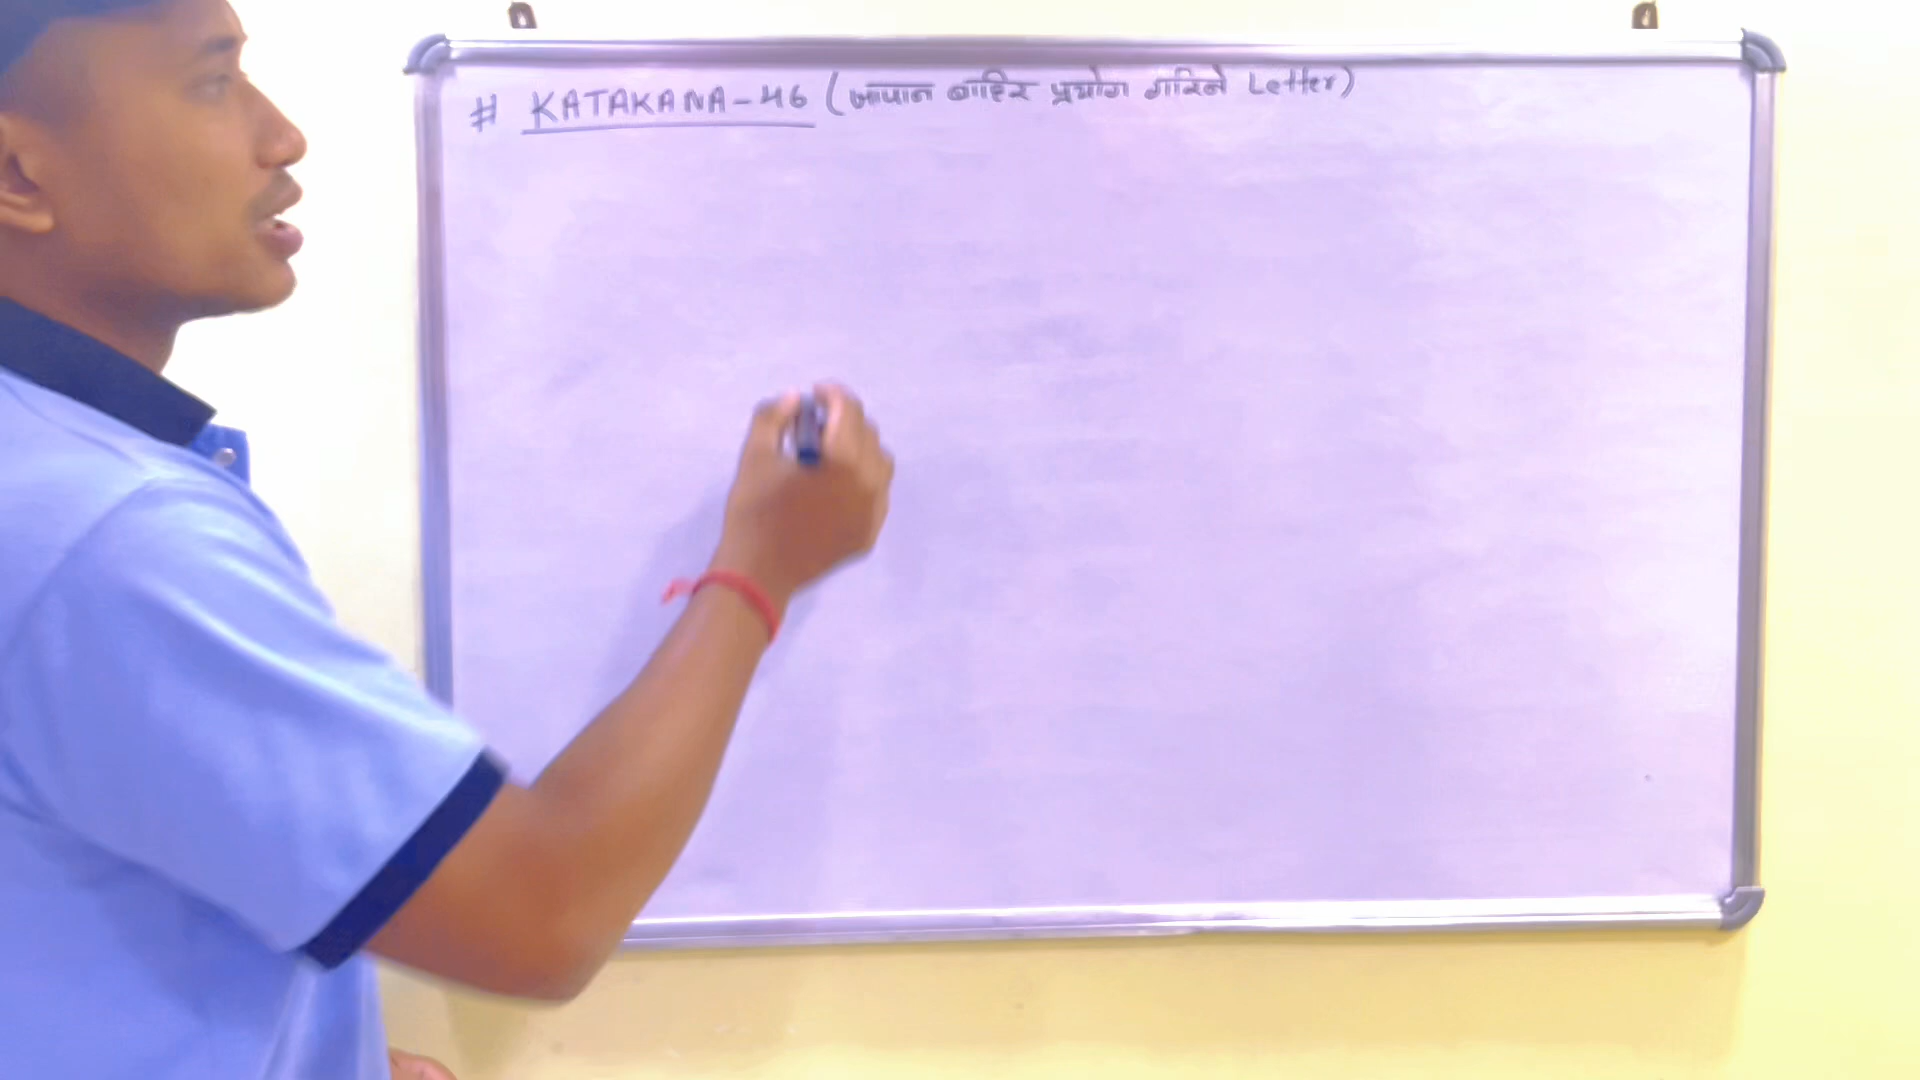 # KATAKANA-46 (जापान बाहिर प्रयोग गरिने Letter)